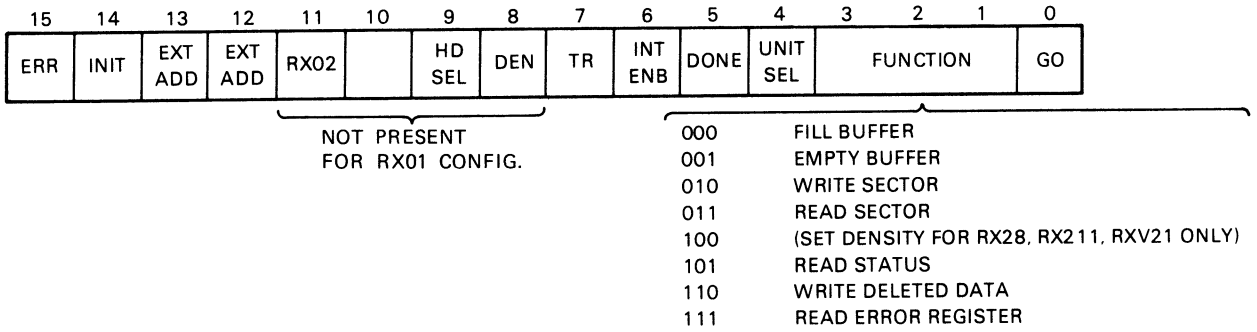 15 14 13 12 11 10 9 8 7 6 5 4 3 2 1 0
ERR INIT EXT ADD EXT ADD RX02 HD SEL DEN TR INT ENB DONE UNIT SEL FUNCTION GO
NOT PRESENT
FOR RX01 CONFIG.
000 FILL BUFFER
001 EMPTY BUFFER
010 WRITE SECTOR
011 READ SECTOR
100 (SET DENSITY FOR RX28, RX211, RXV21 ONLY)
101 READ STATUS
110 WRITE DELETED DATA
111 READ ERROR REGISTER